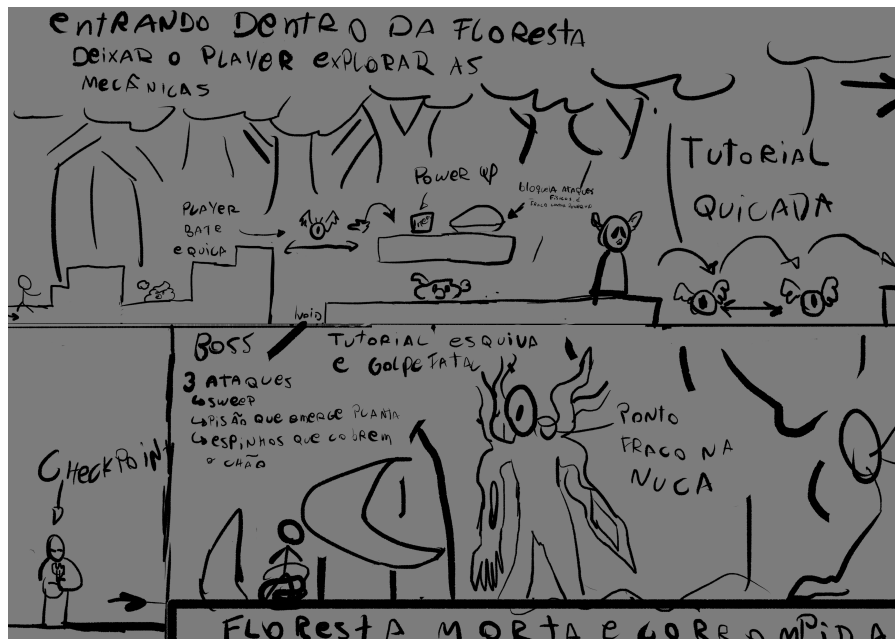 entRANDO DENTRO DA FLORESTA
DEIXAR O PLAYER EXPLORAR AS
MECÂNICAS
TUTORIAL
QUICADA
POWER UP
BLOQUEIA ATAQUES
FÍSICOS E
PLAYER
BATE
E QUICA
VOID
BOSS
3 ATAQUES
SWEEP
PISÃO QUE EMERGE PLANTA
ESPINHOS QUE COBREM
O CHÃO
TUTORIAL ESQUIVA
E GOLPE FATAL
PONTO
FRACO NA
NUCA
CHeckPoint
FLOResTA MORTA E CORROMPIDA